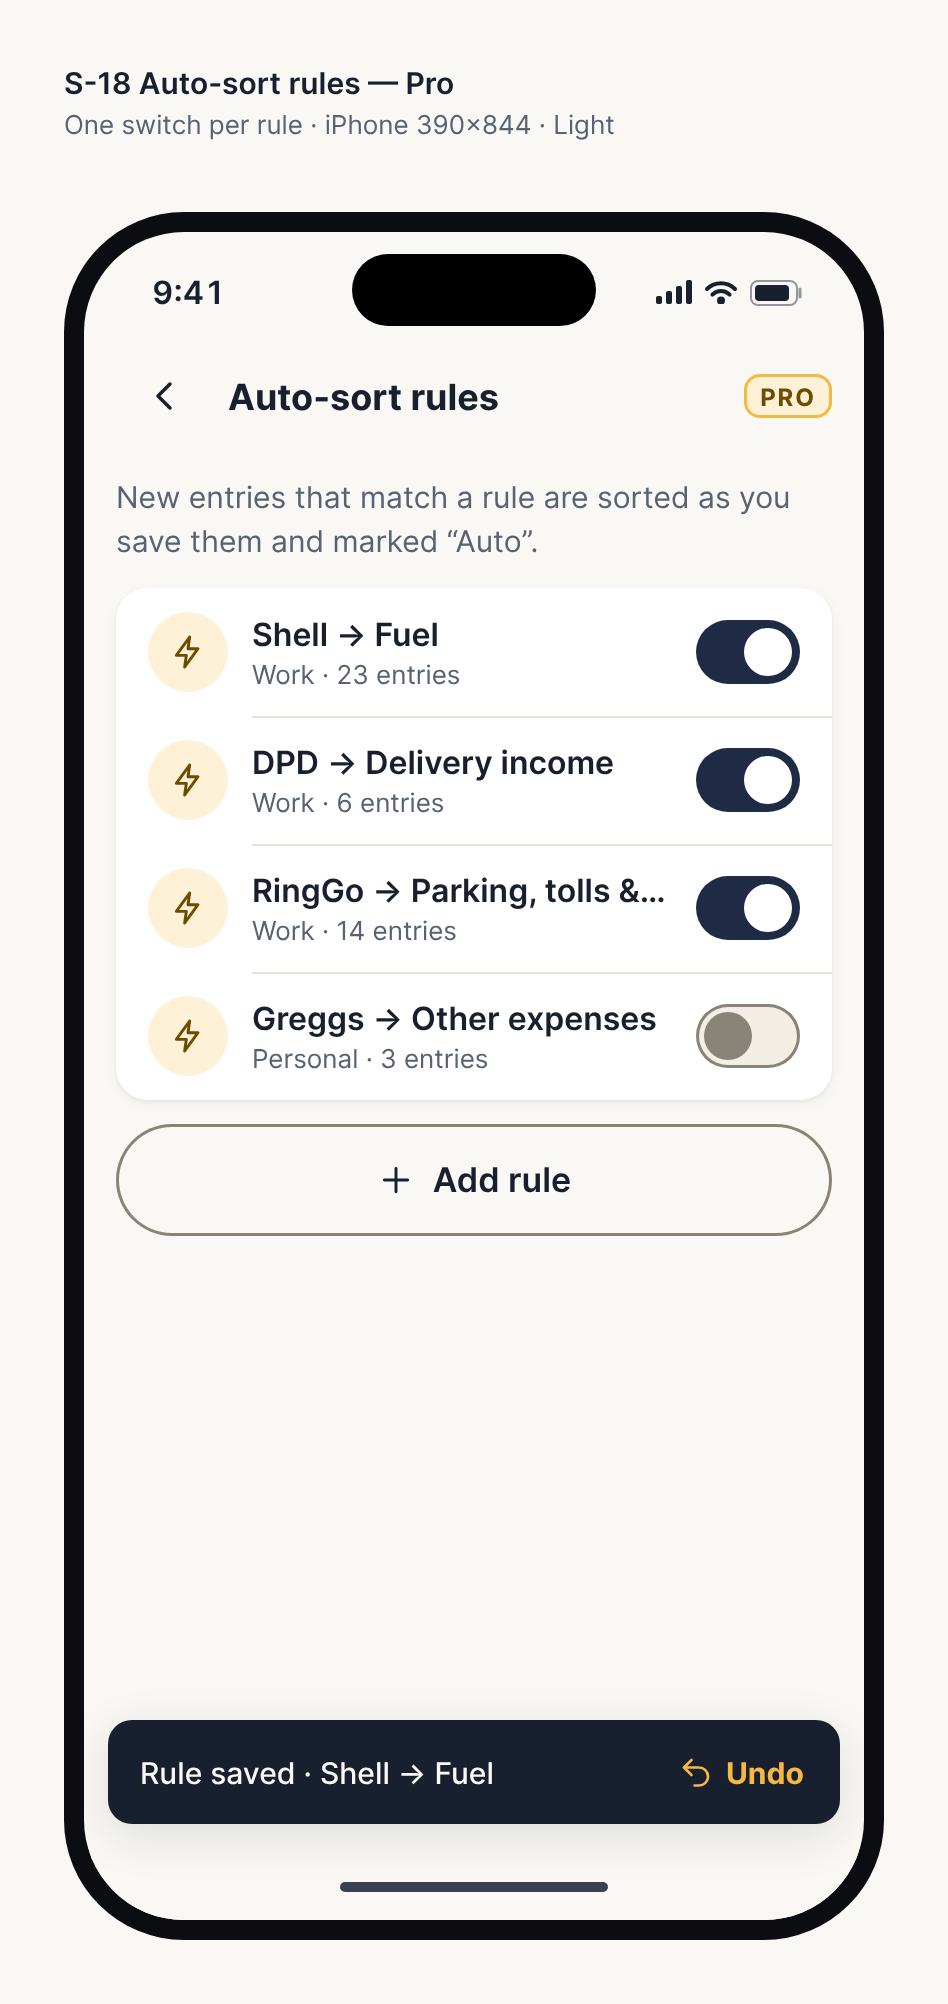 S-18 Auto-sort rules — Pro
One switch per rule · iPhone 390×844 · Light
9:41
Auto-sort rules
PRO
New entries that match a rule are sorted as you
save them and marked “Auto”.
Shell → Fuel
Work · 23 entries
DPD → Delivery income
Work · 6 entries
RingGo → Parking, tolls &...
Work · 14 entries
Greggs → Other expenses
Personal · 3 entries
+ Add rule
Rule saved · Shell → Fuel
Undo